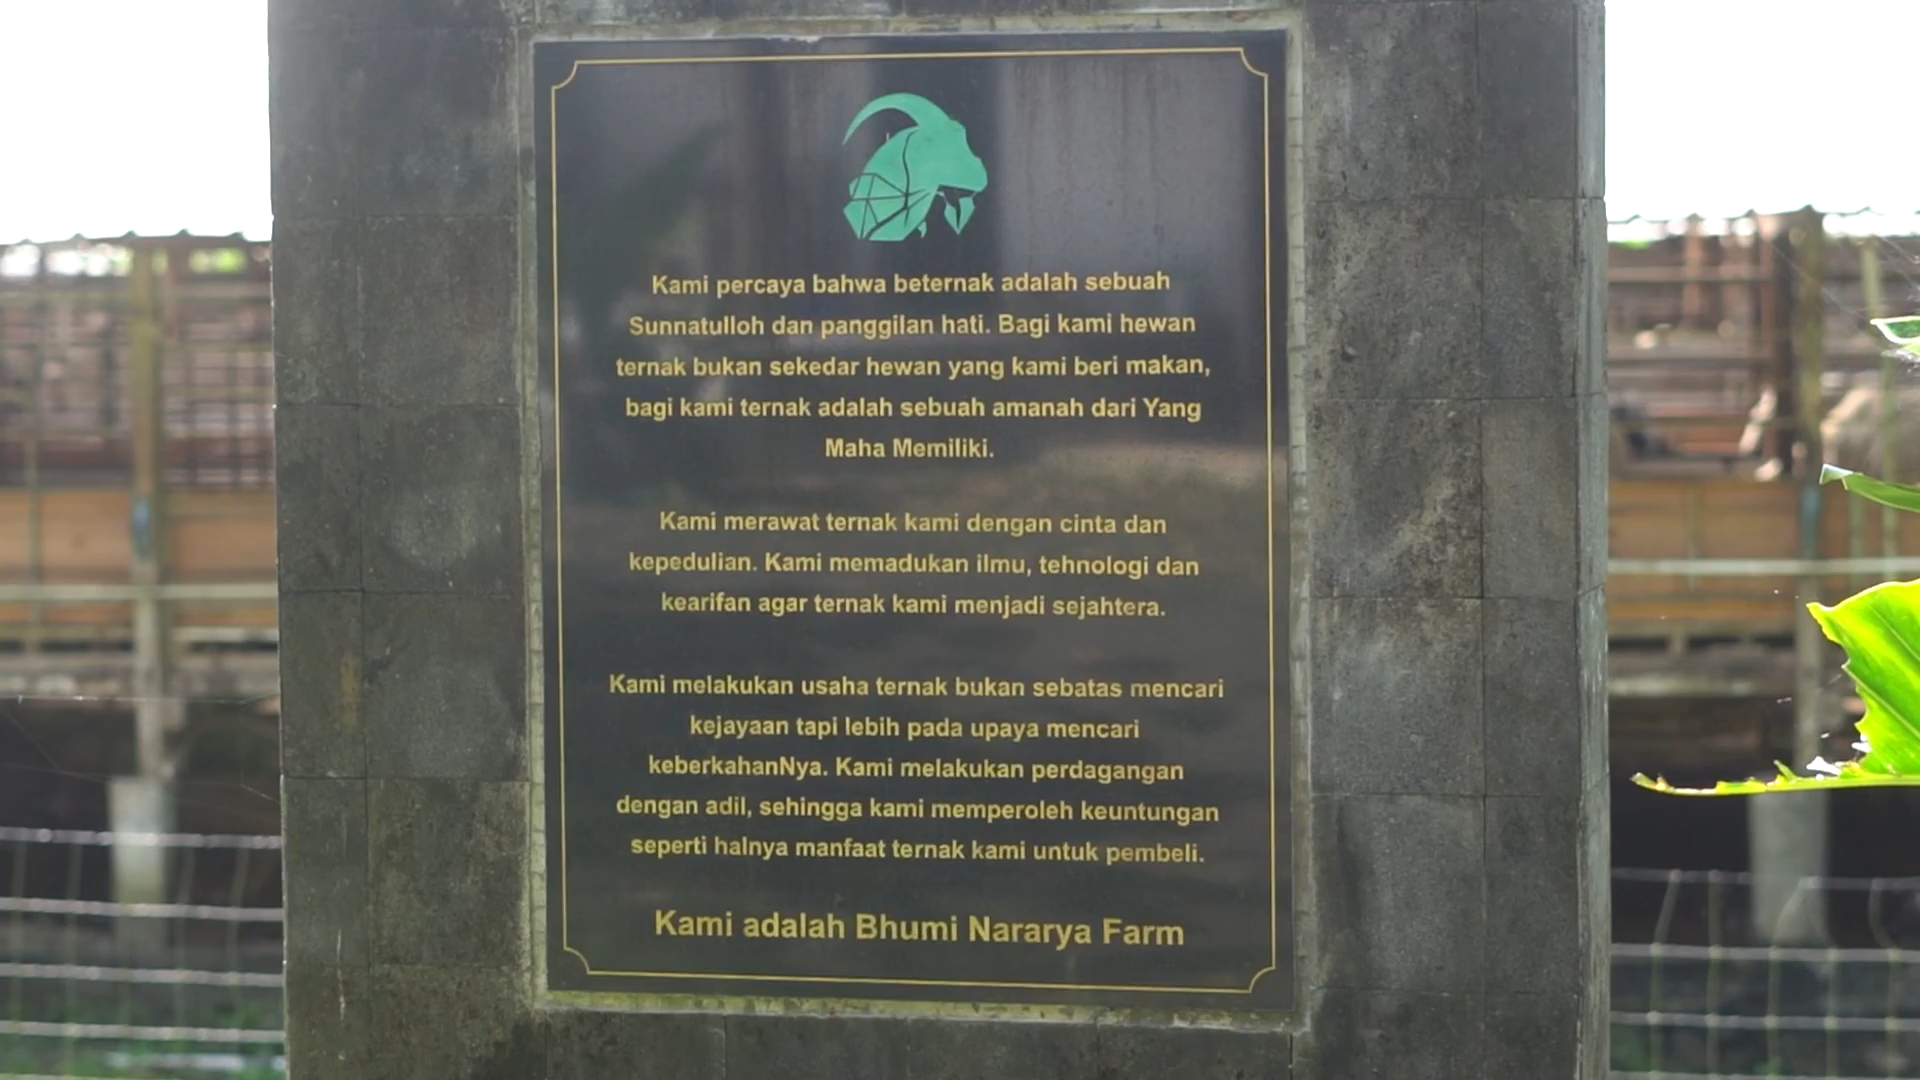 Kami percaya bahwa beternak adalah sebuah
Sunnatulloh dan panggilan hati. Bagi kami hewan
ternak bukan sekedar hewan yang kami beri makan,
bagi kami ternak adalah sebuah amanah dari Yang
Maha Memiliki.
Kami merawat ternak kami dengan cinta dan
kepedulian. Kami memadukan ilmu, tehnologi dan
kearifan agar ternak kami menjadi sejahtera.
Kami melakukan usaha ternak bukan sebatas mencari
kejayaan tapi lebih pada upaya mencari
keberkahanNya. Kami melakukan perdagangan
dengan adil, sehingga kami memperoleh keuntungan
seperti halnya manfaat ternak kami untuk pembeli.
Kami adalah Bhumi Nararya Farm